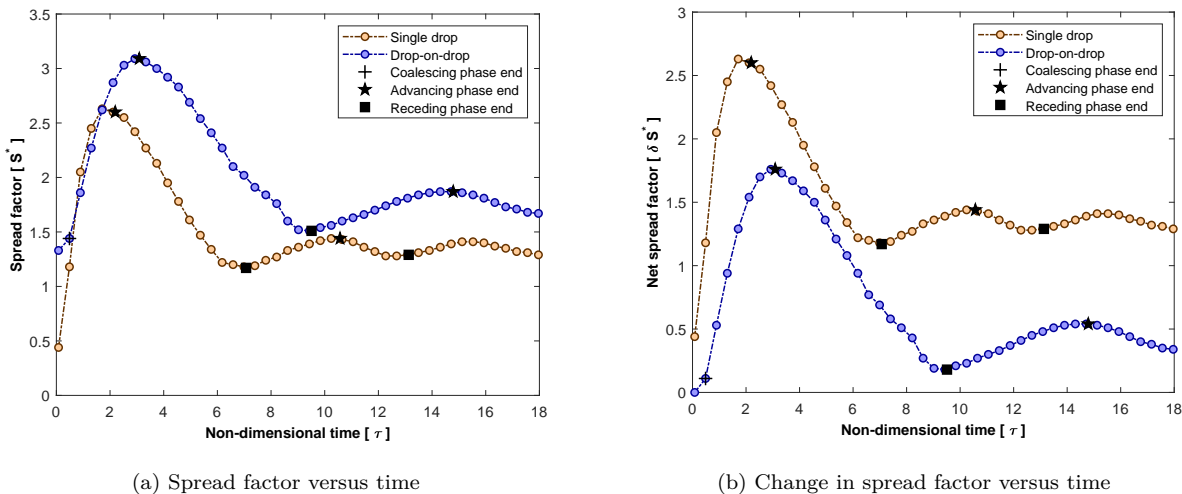 3.5
3
2.5
2
1.5
1
0.5
0
0 2 4 6 8 10 12 14 16 18
Spread factor [ S* ]
Non-dimensional time [ τ ]
Single drop
Drop-on-drop
Coalescing phase end
Advancing phase end
Receding phase end
(a) Spread factor versus time
3
2.5
2
1.5
1
0.5
0
0 2 4 6 8 10 12 14 16 18
Net spread factor [ δ S* ]
Non-dimensional time [ τ ]
Single drop
Drop-on-drop
Coalescing phase end
Advancing phase end
Receding phase end
(b) Change in spread factor versus time